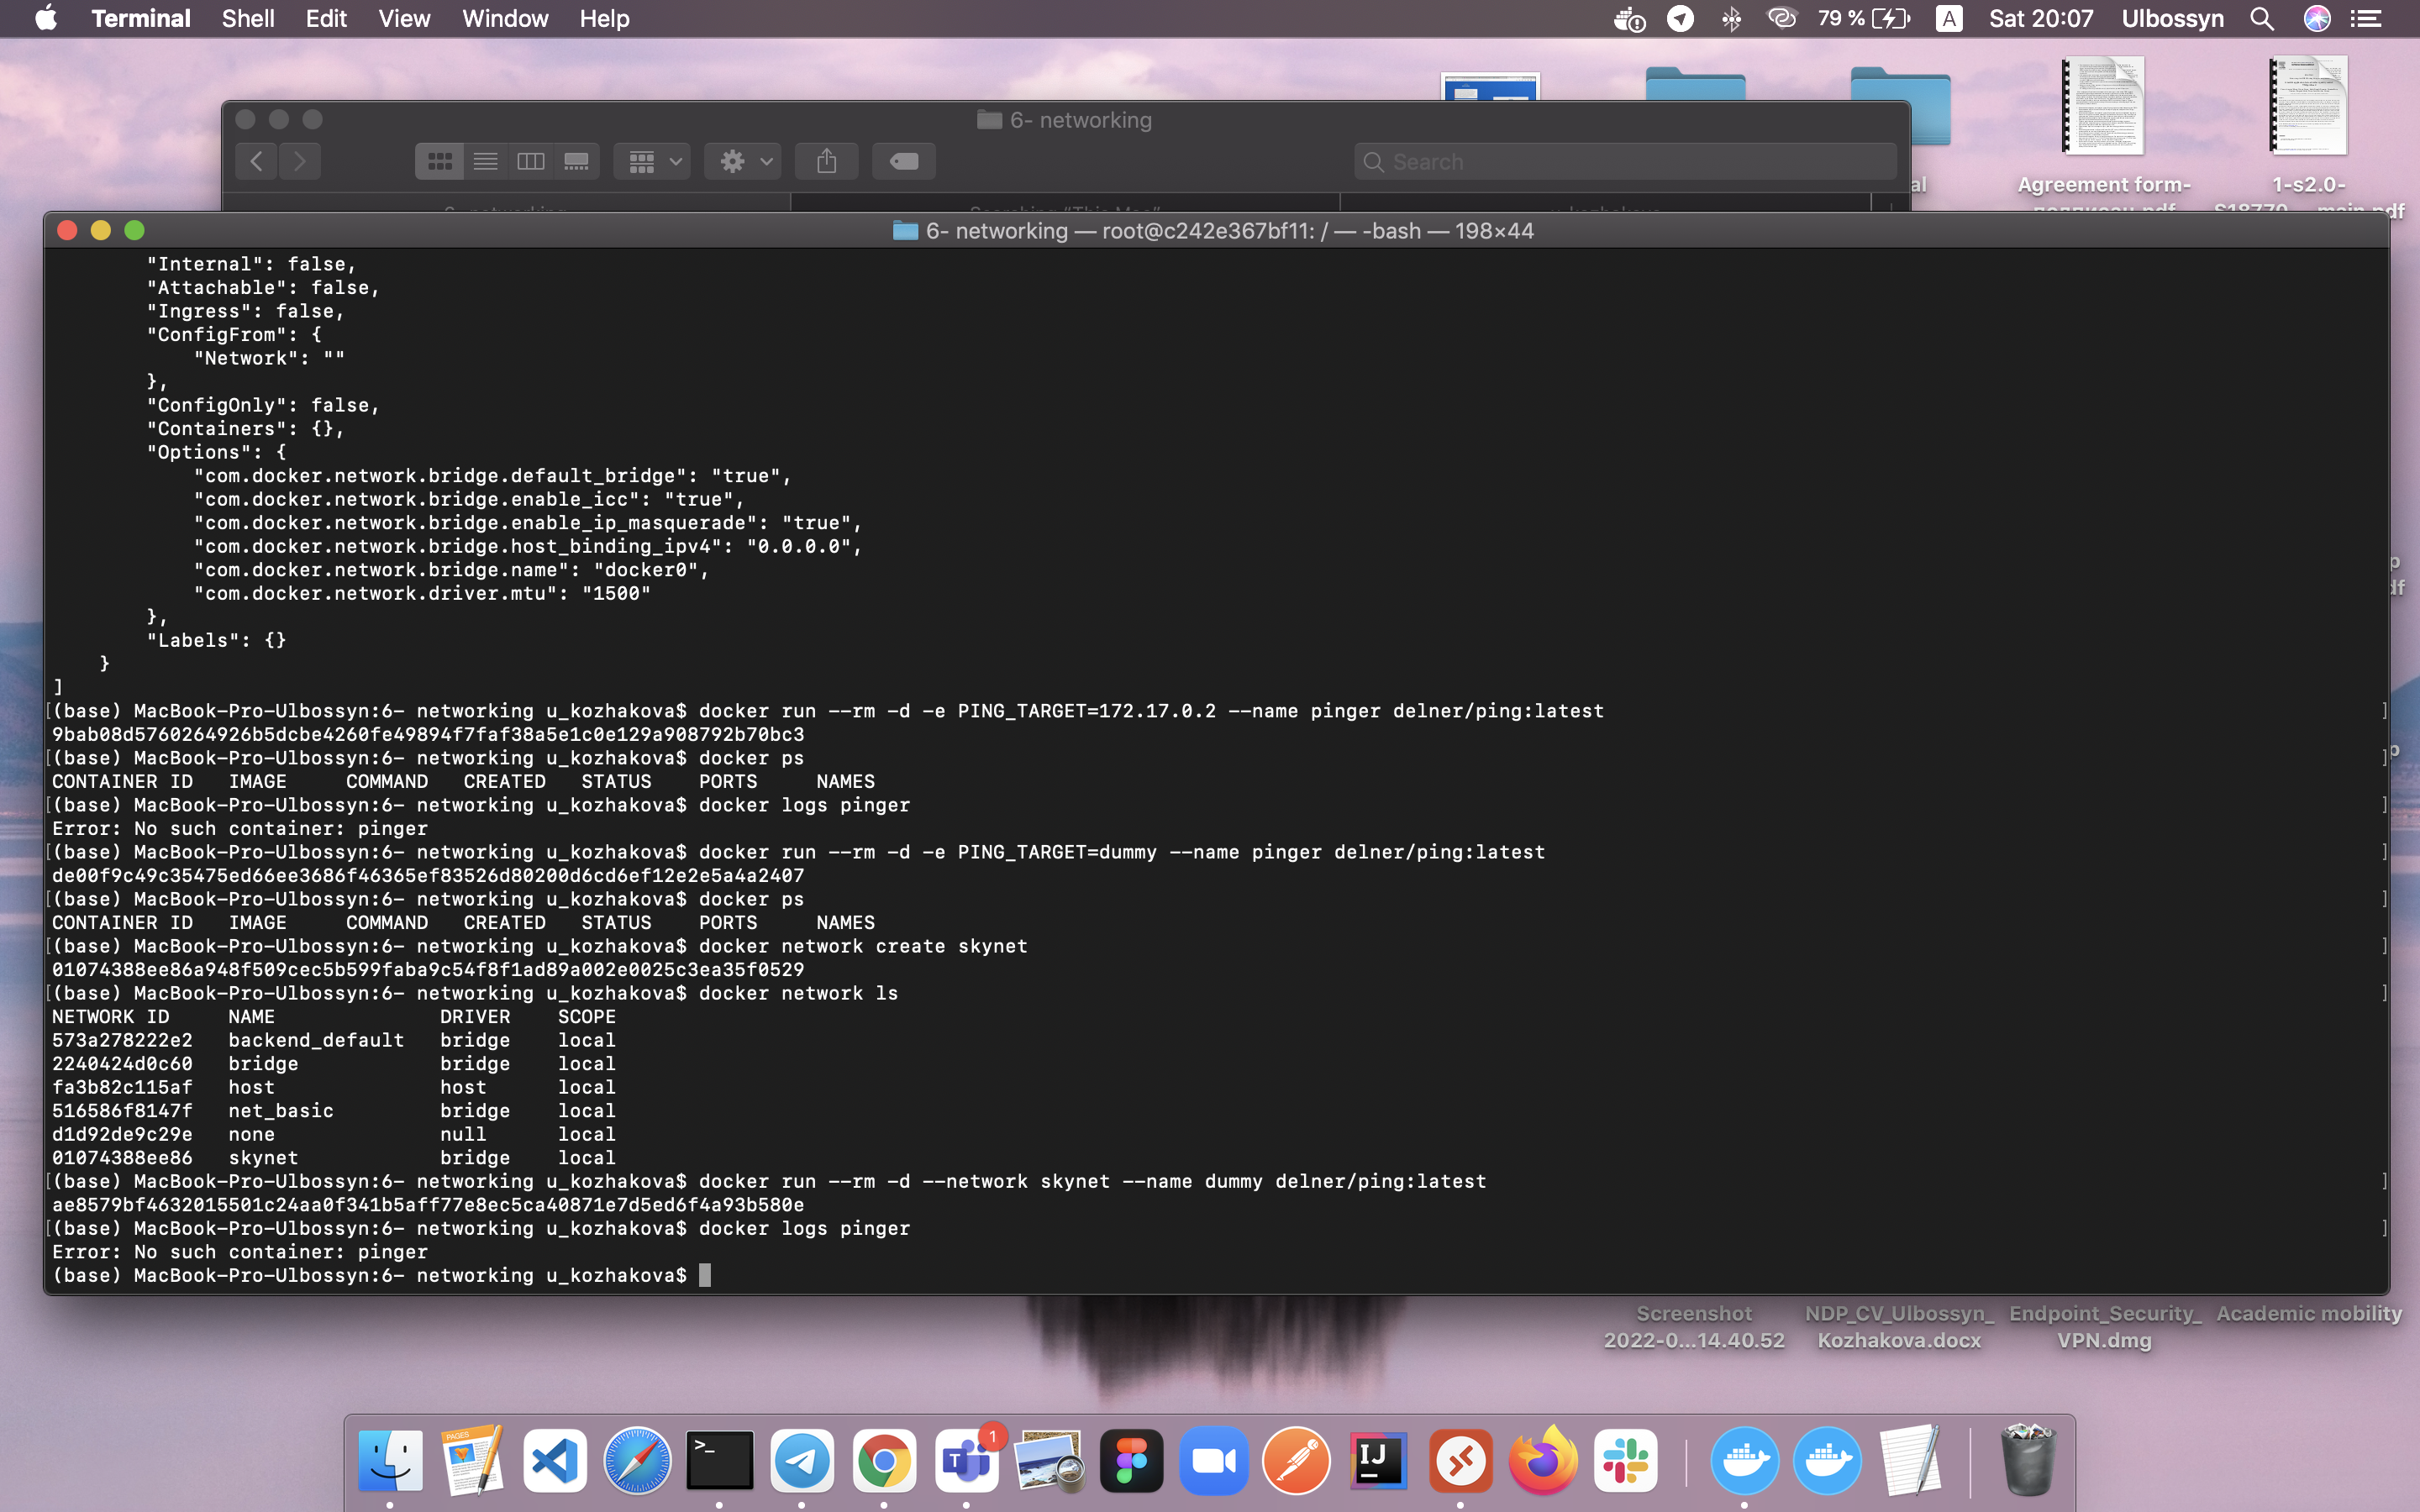 Terminal Shell Edit View Window Help 79 % A Sat 20:07 Ulbossyn
6- networking
Search
al
Agreement form-
1-s2.0-
6- networking — root@c242e367bf11: / — -bash — 198×44
"Internal": false,
"Attachable": false,
"Ingress": false,
"ConfigFrom": {
"Network": ""
},
"ConfigOnly": false,
"Containers": {},
"Options": {
"com.docker.network.bridge.default_bridge": "true",
"com.docker.network.bridge.enable_icc": "true",
"com.docker.network.bridge.enable_ip_masquerade": "true",
"com.docker.network.bridge.host_binding_ipv4": "0.0.0.0",
"com.docker.network.bridge.name": "docker0",
"com.docker.network.driver.mtu": "1500"
},
"Labels": {}
}
]
[(base) MacBook-Pro-Ulbossyn:6- networking u_kozhakova$ docker run --rm -d -e PING_TARGET=172.17.0.2 --name pinger delner/ping:latest ]
9bab08d5760264926b5dcbe4260fe49894f7faf38a5e1c0e129a908792b70bc3
[(base) MacBook-Pro-Ulbossyn:6- networking u_kozhakova$ docker ps ]
CONTAINER ID IMAGE COMMAND CREATED STATUS PORTS NAMES
[(base) MacBook-Pro-Ulbossyn:6- networking u_kozhakova$ docker logs pinger ]
Error: No such container: pinger
[(base) MacBook-Pro-Ulbossyn:6- networking u_kozhakova$ docker run --rm -d -e PING_TARGET=dummy --name pinger delner/ping:latest ]
de00f9c49c35475ed66ee3686f46365ef83526d80200d6cd6ef12e2e5a4a2407
[(base) MacBook-Pro-Ulbossyn:6- networking u_kozhakova$ docker ps ]
CONTAINER ID IMAGE COMMAND CREATED STATUS PORTS NAMES
[(base) MacBook-Pro-Ulbossyn:6- networking u_kozhakova$ docker network create skynet ]
01074388ee86a948f509cec5b599faba9c54f8f1ad89a002e0025c3ea35f0529
[(base) MacBook-Pro-Ulbossyn:6- networking u_kozhakova$ docker network ls ]
NETWORK ID NAME DRIVER SCOPE
573a278222e2 backend_default bridge local
2240424d0c60 bridge bridge local
fa3b82c115af host host local
516586f8147f net_basic bridge local
d1d92de9c29e none null local
01074388ee86 skynet bridge local
[(base) MacBook-Pro-Ulbossyn:6- networking u_kozhakova$ docker run --rm -d --network skynet --name dummy delner/ping:latest ]
ae8579bf4632015501c24aa0f341b5aff77e8ec5ca40871e7d5ed6f4a93b580e
[(base) MacBook-Pro-Ulbossyn:6- networking u_kozhakova$ docker logs pinger ]
Error: No such container: pinger
(base) MacBook-Pro-Ulbossyn:6- networking u_kozhakova$
Screenshot
2022-0...14.40.52
NDP_CV_Ulbossyn_
Kozhakova.docx
Endpoint_Security_
VPN.dmg
Academic mobility
PAGES
>_
T
1
IJ